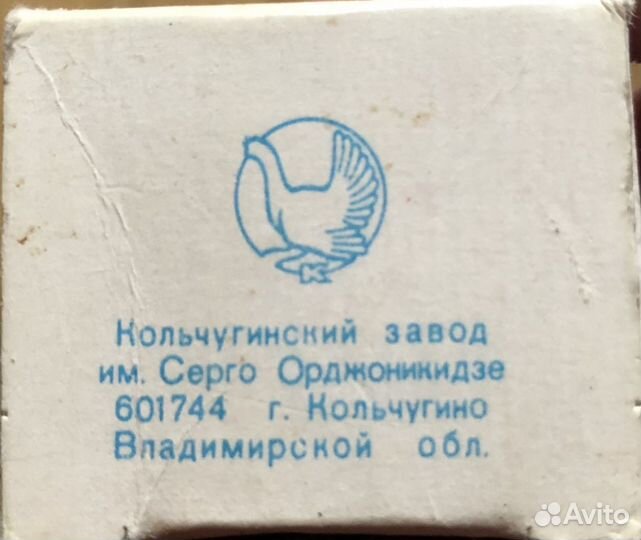 К
Кольчугинский завод
им. Серго Орджоникидзе
601744 г. Кольчугино
Владимирской обл.
Avito